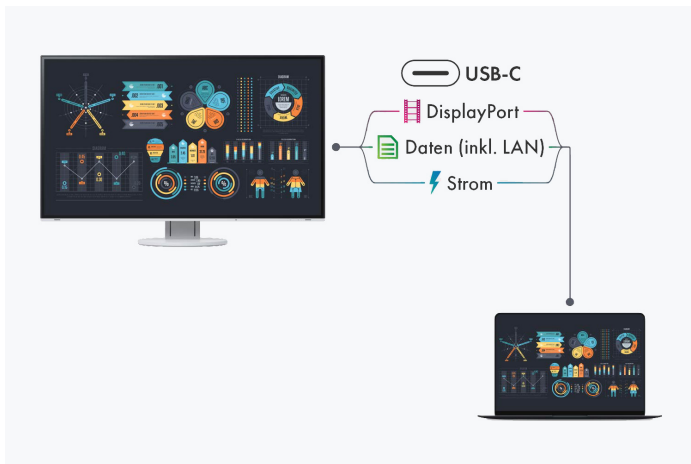 USB-C
DisplayPort
Daten (inkl. LAN)
Strom